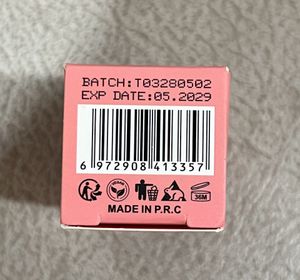 BATCH:T03280502
EXP DATE:05.2029
6 972908 413357
36M
MADE IN P.R.C